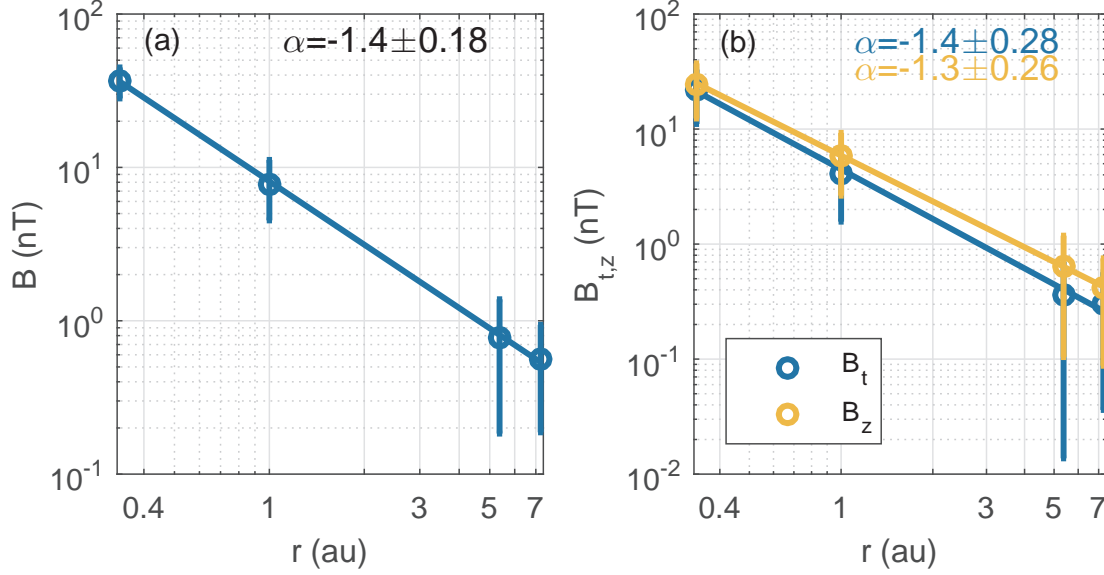 (a)
α=-1.4±0.18
10^2
10^1
10^0
10^-1
B (nT)
0.4 1 3 5 7
r (au)
(b)
α=-1.4±0.28
α=-1.3±0.26
10^2
10^1
10^0
10^-1
10^-2
B_t,z (nT)
B_t
B_z
0.4 1 3 5 7
r (au)